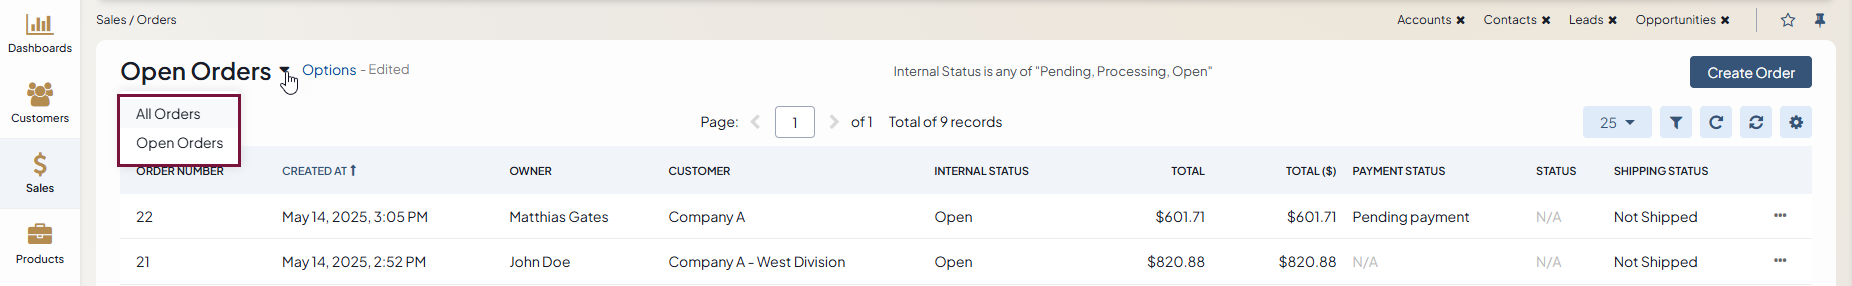 Dashboards
Customers
Sales
Products
Sales / Orders
Accounts ✖ Contacts ✖ Leads ✖ Opportunities ✖
Open Orders Options - Edited
Internal Status is any of "Pending, Processing, Open"
Create Order
All Orders
Open Orders
Page: 1 of 1 Total of 9 records
25
ORDER NUMBER CREATED AT OWNER CUSTOMER INTERNAL STATUS TOTAL TOTAL ($) PAYMENT STATUS STATUS SHIPPING STATUS
22 May 14, 2025, 3:05 PM Matthias Gates Company A Open $601.71 $601.71 Pending payment N/A Not Shipped
21 May 14, 2025, 2:52 PM John Doe Company A - West Division Open $820.88 $820.88 N/A N/A Not Shipped